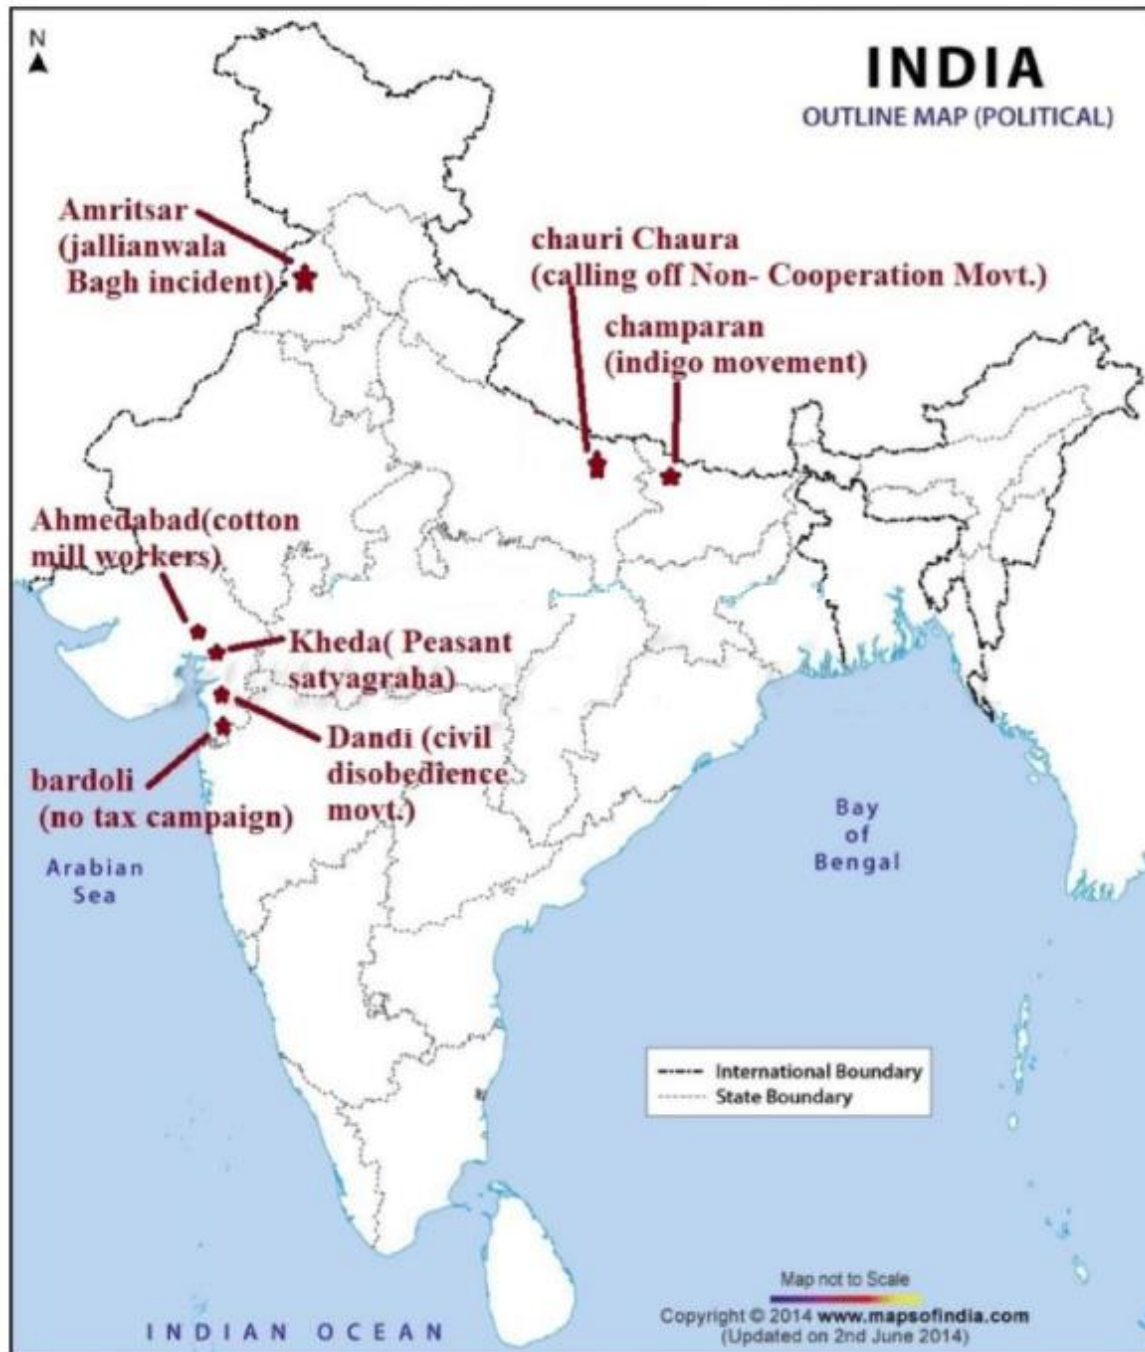 N
INDIA
OUTLINE MAP (POLITICAL)
Amritsar
(jallianwala
Bagh incident)
chauri Chaura
(calling off Non- Cooperation Movt.)
champaran
(indigo movement)
Ahmedabad(cotton
mill workers)
Kheda( Peasant
satyagraha)
Dandi (civil
disobedience
movt.)
bardoli
(no tax campaign)
Arabian
Sea
Bay
of
Bengal
International Boundary
State Boundary
Map not to Scale
Copyright © 2014 www.mapsofindia.com
(Updated on 2nd June 2014)
INDIAN OCEAN